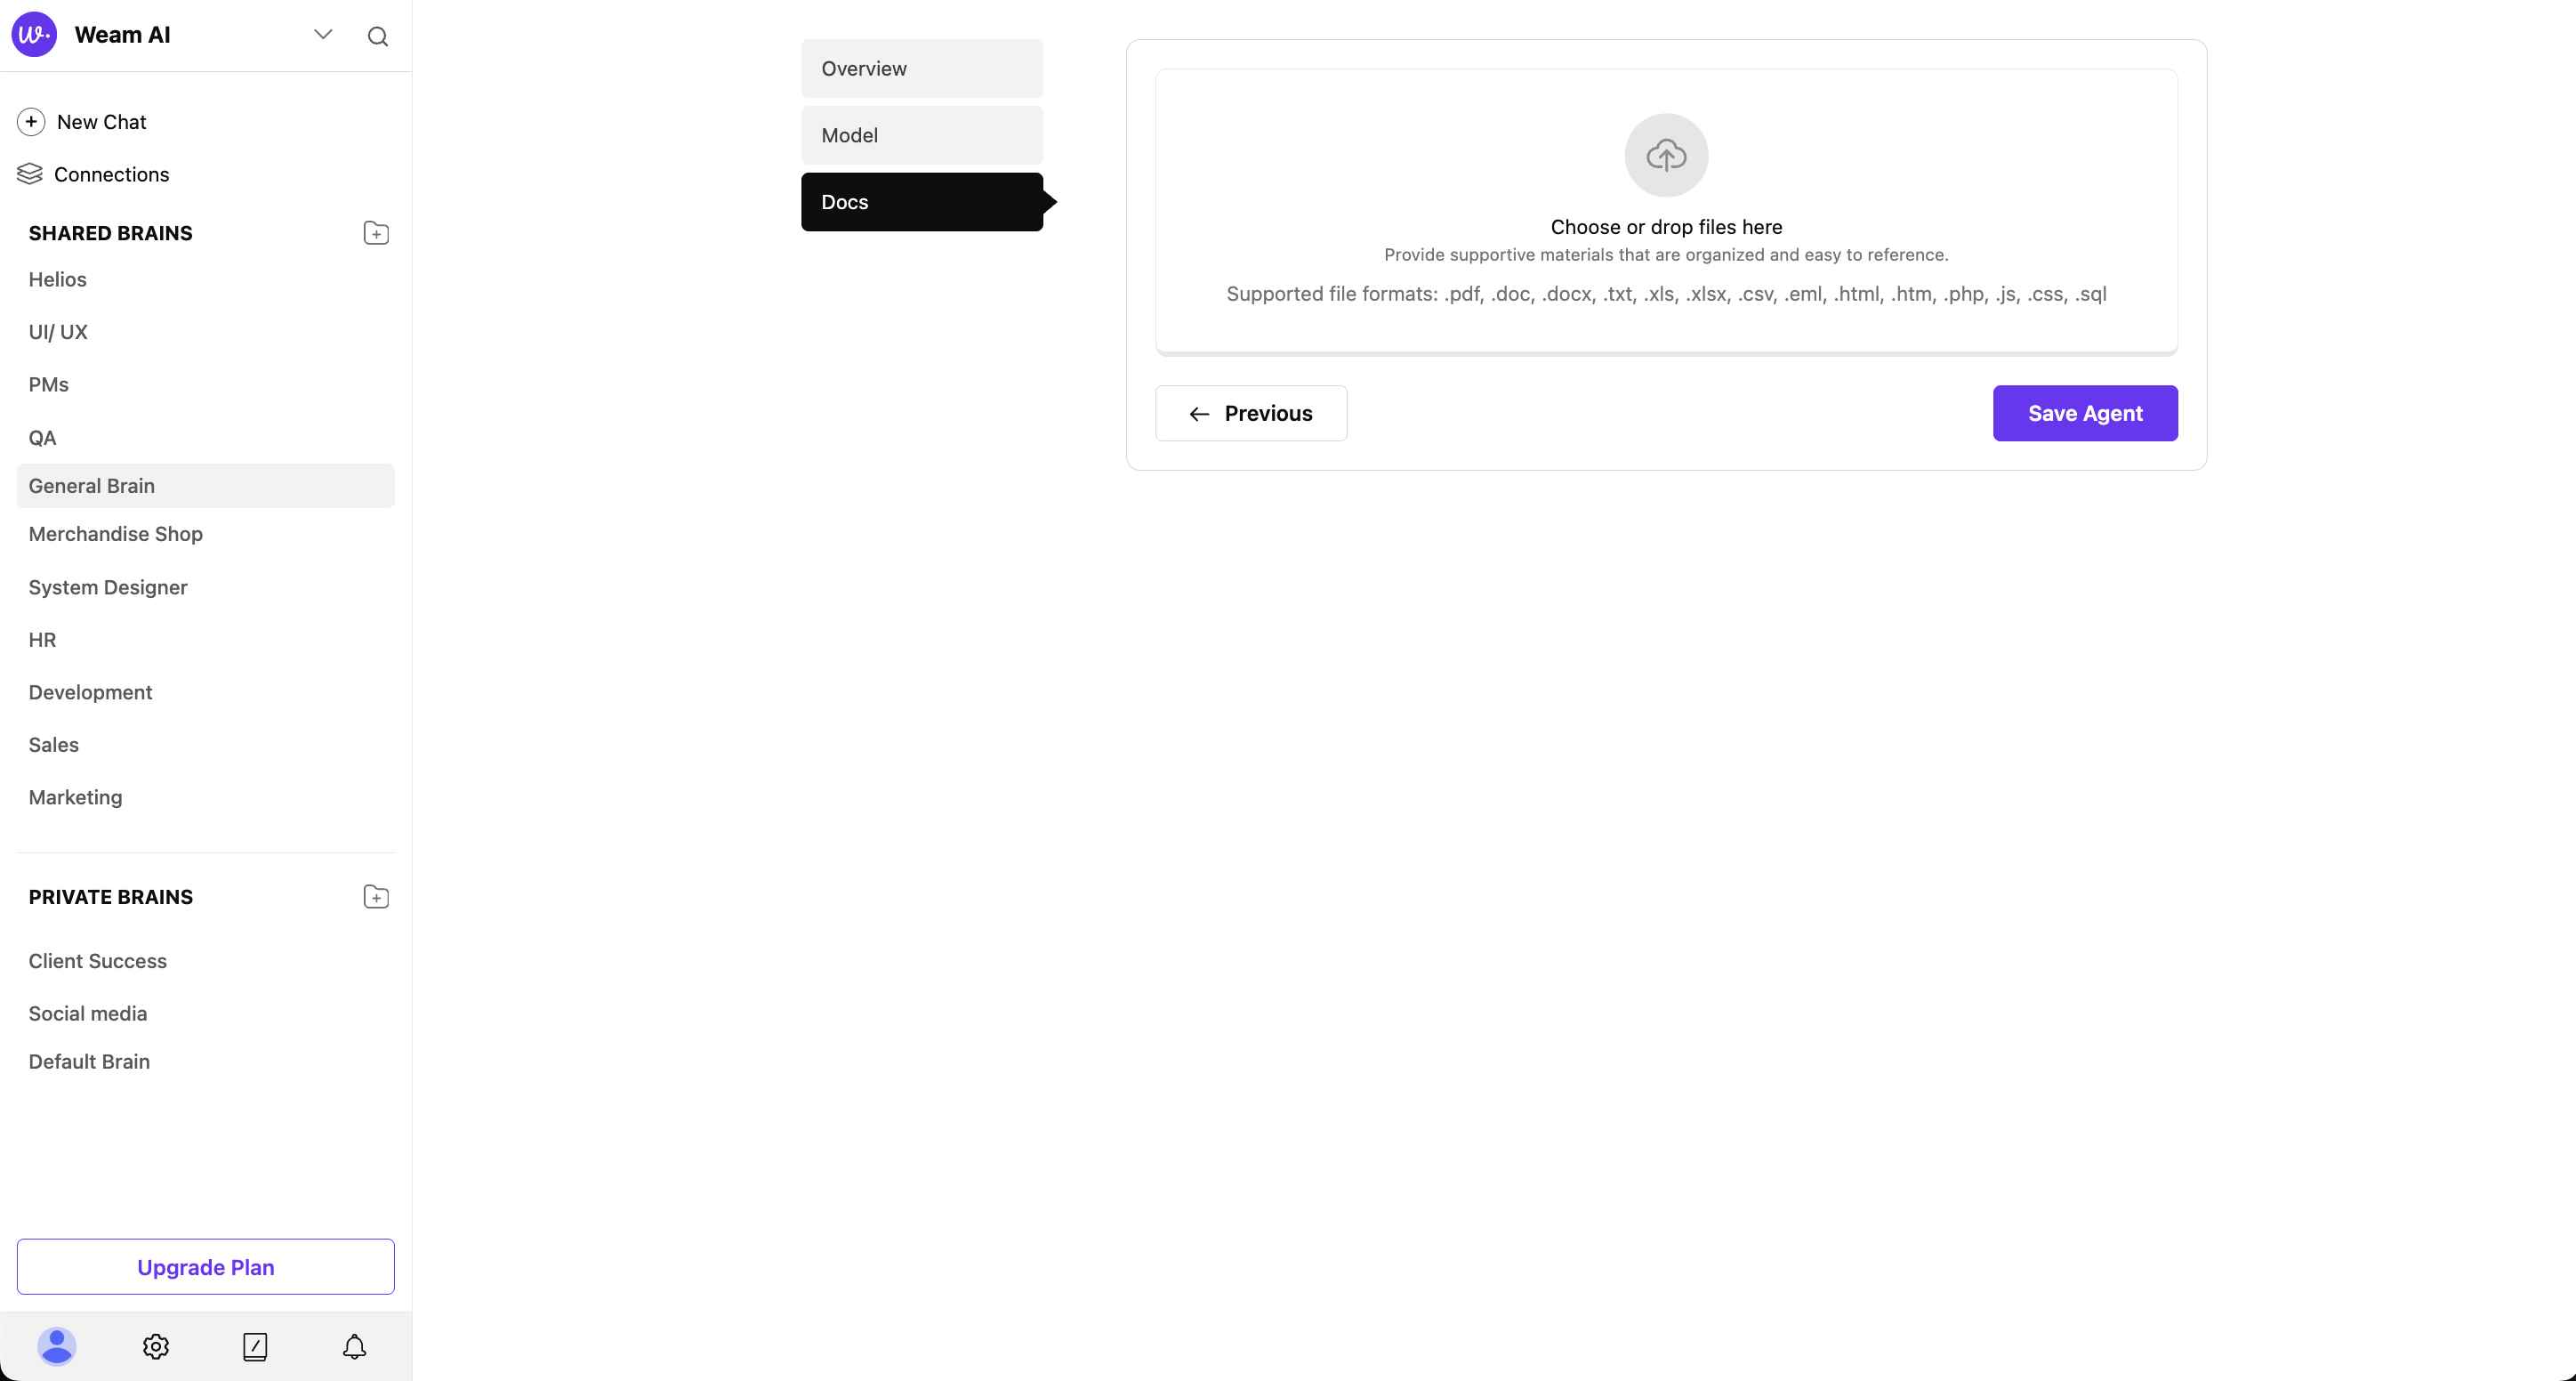 Weam AI
New Chat
Connections
SHARED BRAINS
Helios
UI/ UX
PMs
QA
General Brain
Merchandise Shop
System Designer
HR
Development
Sales
Marketing
PRIVATE BRAINS
Client Success
Social media
Default Brain
Upgrade Plan
Overview
Model
Docs
Choose or drop files here
Provide supportive materials that are organized and easy to reference.
Supported file formats: .pdf, .doc, .docx, .txt, .xls, .xlsx, .csv, .eml, .html, .htm, .php, .js, .css, .sql
Previous
Save Agent